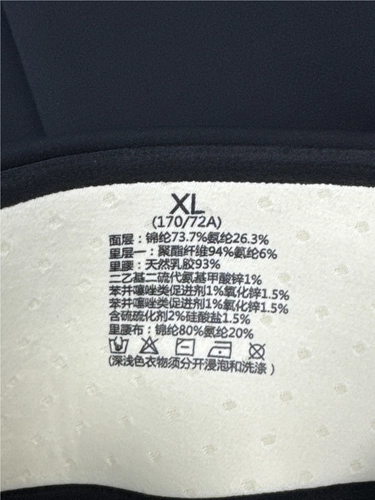 XL
(170/72A)
面层：锦纶73.7%氨纶26.3%
里层一：聚酯纤维94%氨纶6%
里腰：天然乳胶93%
二乙基二硫代氨基甲酸锌1%
苯并噻唑类促进剂1%氧化锌1.5%
苯并噻唑类促进剂1%氧化锌1.5%
含硫硫化剂2%硅酸盐1.5%
里腰布：锦纶80%氨纶20%
(深浅色衣物须分开浸泡和洗涤)